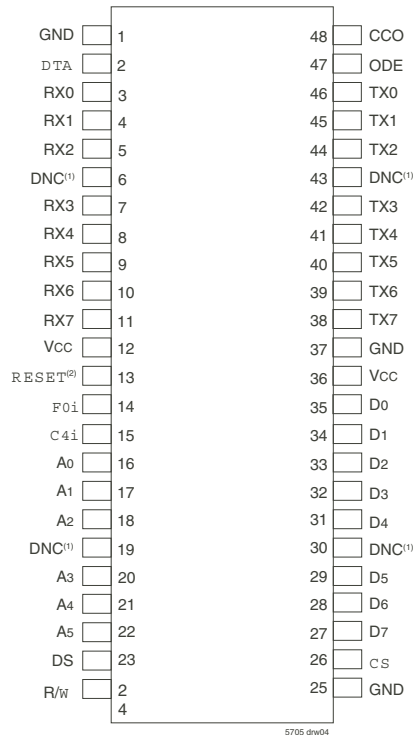 GND 1 48 CCO
DTA 2 47 ODE
RX0 3 46 TX0
RX1 4 45 TX1
RX2 5 44 TX2
DNC(1) 6 43 DNC(1)
RX3 7 42 TX3
RX4 8 41 TX4
RX5 9 40 TX5
RX6 10 39 TX6
RX7 11 38 TX7
VCC 12 37 GND
RESET(2) 13 36 VCC
F0i 14 35 D0
C4i 15 34 D1
A0 16 33 D2
A1 17 32 D3
A2 18 31 D4
DNC(1) 19 30 DNC(1)
A3 20 29 D5
A4 21 28 D6
A5 22 27 D7
DS 23 26 CS
R/W 2 25 GND
4
5705 drw04